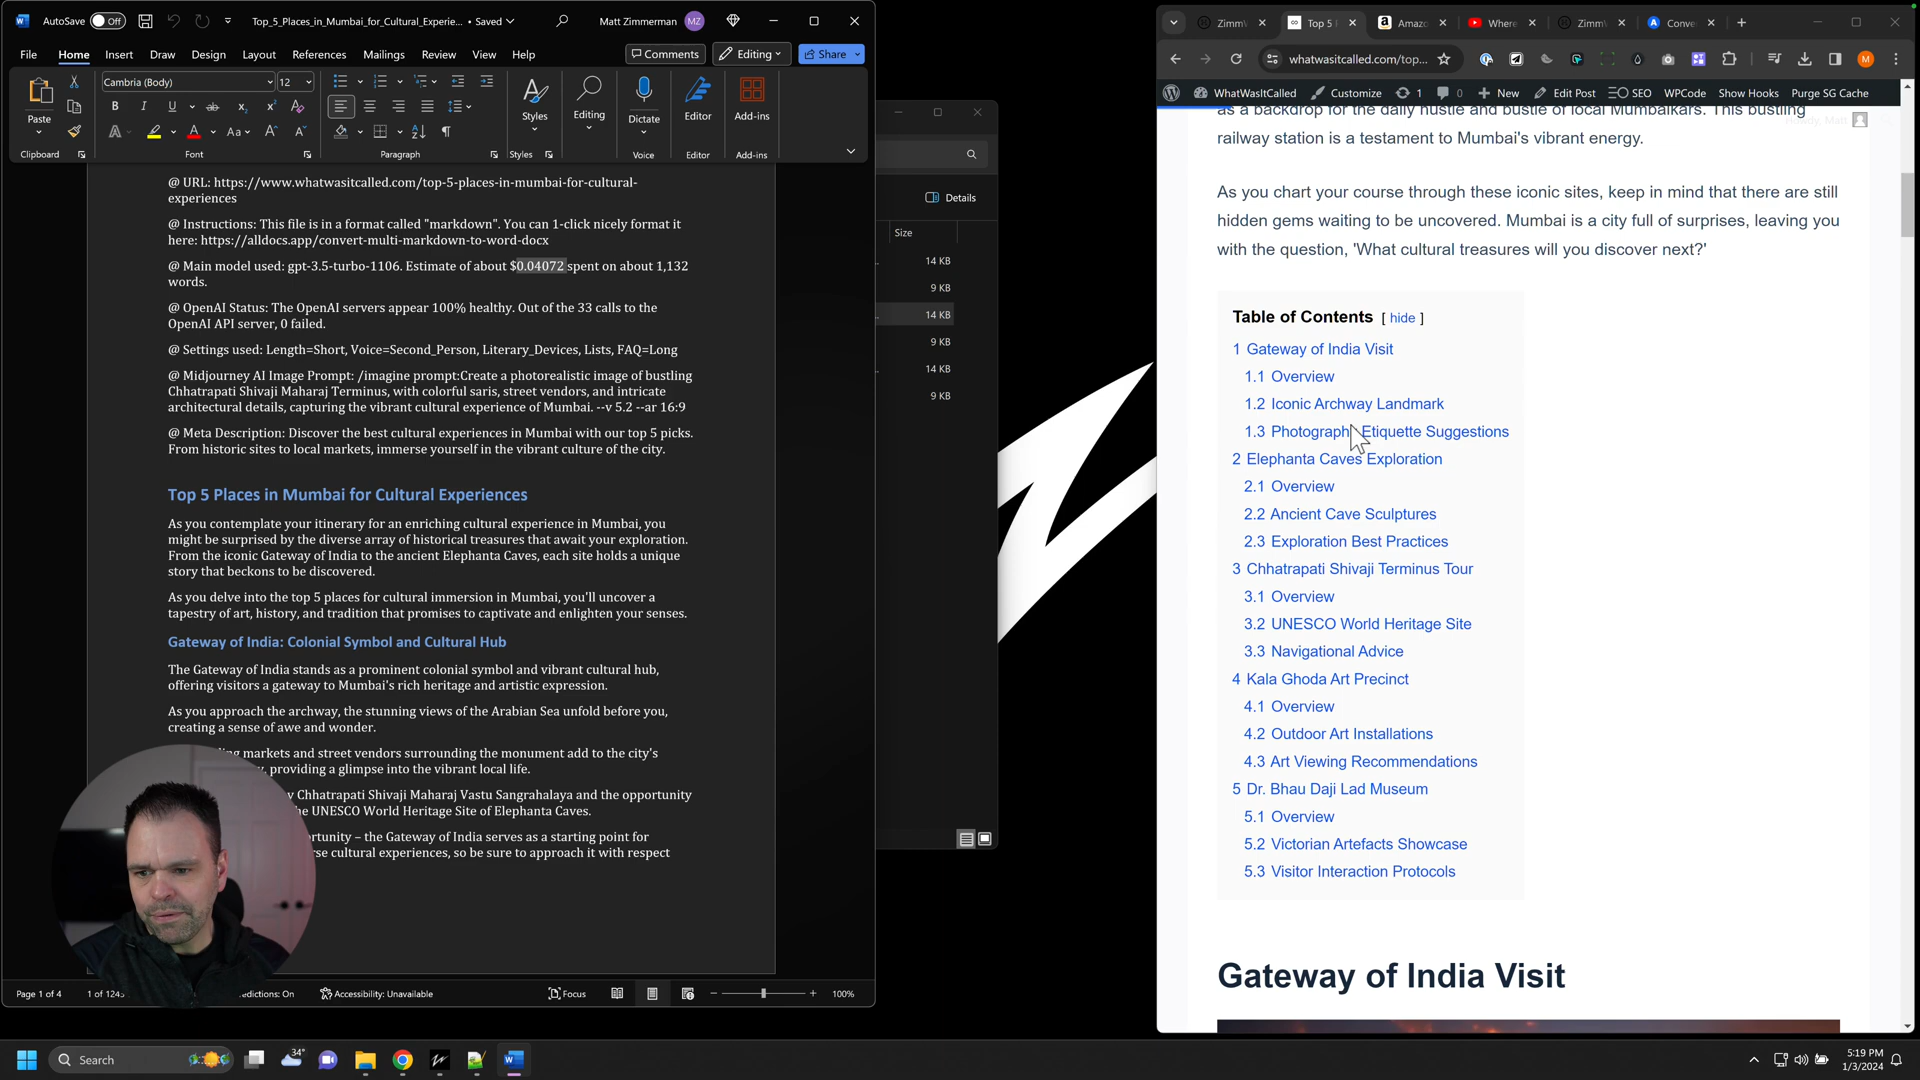 AutoSave Off Top_5_Places_in_Mumbai_for_Cultural_Experie... • Saved Matt Zimmerman MZ
File Home Insert Draw Design Layout References Mailings Review View Help Comments Editing Share
Cambria (Body) 12
Paste Styles Editing Dictate Editor Add-ins
Clipboard Font Paragraph Styles Voice Editor Add-ins
@ URL: https://www.whatwasitcalled.com/top-5-places-in-mumbai-for-cultural-
experiences
@ Instructions: This file is in a format called "markdown". You can 1-click nicely format it
here: https://alldocs.app/convert-multi-markdown-to-word-docx
@ Main model used: gpt-3.5-turbo-1106. Estimate of about $0.04072 spent on about 1,132
words.
@ OpenAI Status: The OpenAI servers appear 100% healthy. Out of the 33 calls to the
OpenAI API server, 0 failed.
@ Settings used: Length=Short, Voice=Second_Person, Literary_Devices, Lists, FAQ=Long
@ Midjourney AI Image Prompt: /imagine prompt:Create a photorealistic image of bustling
Chhatrapati Shivaji Maharaj Terminus, with colorful saris, street vendors, and intricate
architectural details, capturing the vibrant cultural experience of Mumbai. --v 5.2 --ar 16:9
@ Meta Description: Discover the best cultural experiences in Mumbai with our top 5 picks.
From historic sites to local markets, immerse yourself in the vibrant culture of the city.
Top 5 Places in Mumbai for Cultural Experiences
As you contemplate your itinerary for an enriching cultural experience in Mumbai, you
might be surprised by the diverse array of historical treasures that await your exploration.
From the iconic Gateway of India to the ancient Elephanta Caves, each site holds a unique
story that beckons to be discovered.
As you delve into the top 5 places for cultural immersion in Mumbai, you'll uncover a
tapestry of art, history, and tradition that promises to captivate and enlighten your senses.
Gateway of India: Colonial Symbol and Cultural Hub
The Gateway of India stands as a prominent colonial symbol and vibrant cultural hub,
offering visitors a gateway to Mumbai's rich heritage and artistic expression.
As you approach the archway, the stunning views of the Arabian Sea unfold before you,
creating a sense of awe and wonder.
markets and street vendors surrounding the monument add to the city's
providing a glimpse into the vibrant local life.
Chhatrapati Shivaji Maharaj Vastu Sangrahalaya and the opportunity
UNESCO World Heritage Site of Elephanta Caves.
– the Gateway of India serves as a starting point for
cultural experiences, so be sure to approach it with respect
Page 1 of 4 Accessibility: Unavailable Focus 100%
Details
Size
14 KB
9 KB
14 KB
9 KB
14 KB
9 KB
ZimmW Top 5 Amazo Where ZimmW Conve
whatwasitcalled.com/top...
WhatWasItCalled Customize 1 0 New Edit Post SEO WPCode Show Hooks Purge SG Cache
as a backdrop for the daily hustle and bustle of local Mumbaikars. This bustling
railway station is a testament to Mumbai's vibrant energy.
As you chart your course through these iconic sites, keep in mind that there are still
hidden gems waiting to be uncovered. Mumbai is a city full of surprises, leaving you
with the question, 'What cultural treasures will you discover next?'
Table of Contents [ hide ]
1 Gateway of India Visit
1.1 Overview
1.2 Iconic Archway Landmark
1.3 Photography Etiquette Suggestions
2 Elephanta Caves Exploration
2.1 Overview
2.2 Ancient Cave Sculptures
2.3 Exploration Best Practices
3 Chhatrapati Shivaji Terminus Tour
3.1 Overview
3.2 UNESCO World Heritage Site
3.3 Navigational Advice
4 Kala Ghoda Art Precinct
4.1 Overview
4.2 Outdoor Art Installations
4.3 Art Viewing Recommendations
5 Dr. Bhau Daji Lad Museum
5.1 Overview
5.2 Victorian Artefacts Showcase
5.3 Visitor Interaction Protocols
Gateway of India Visit
Search 34° 5:19 PM
1/3/2024